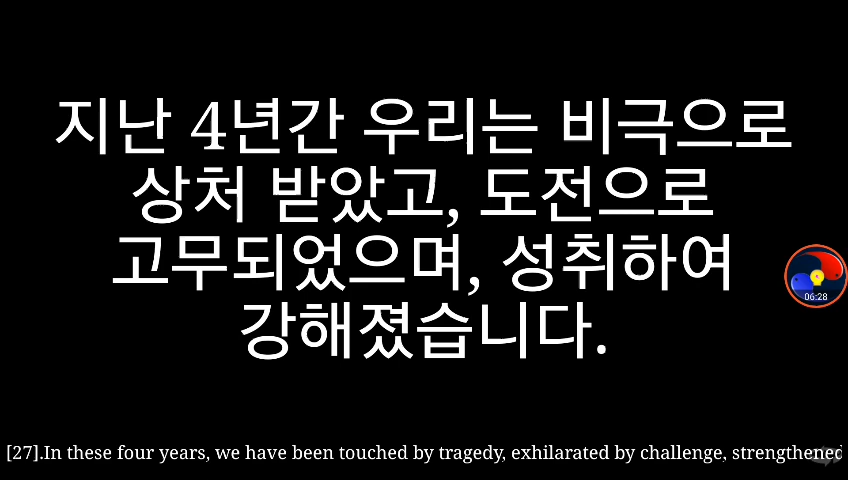 지난 4년간 우리는 비극으로
상처 받았고, 도전으로
고무되었으며, 성취하여
강해졌습니다.
06:28
[27].In these four years, we have been touched by tragedy, exhilarated by challenge, strengthened